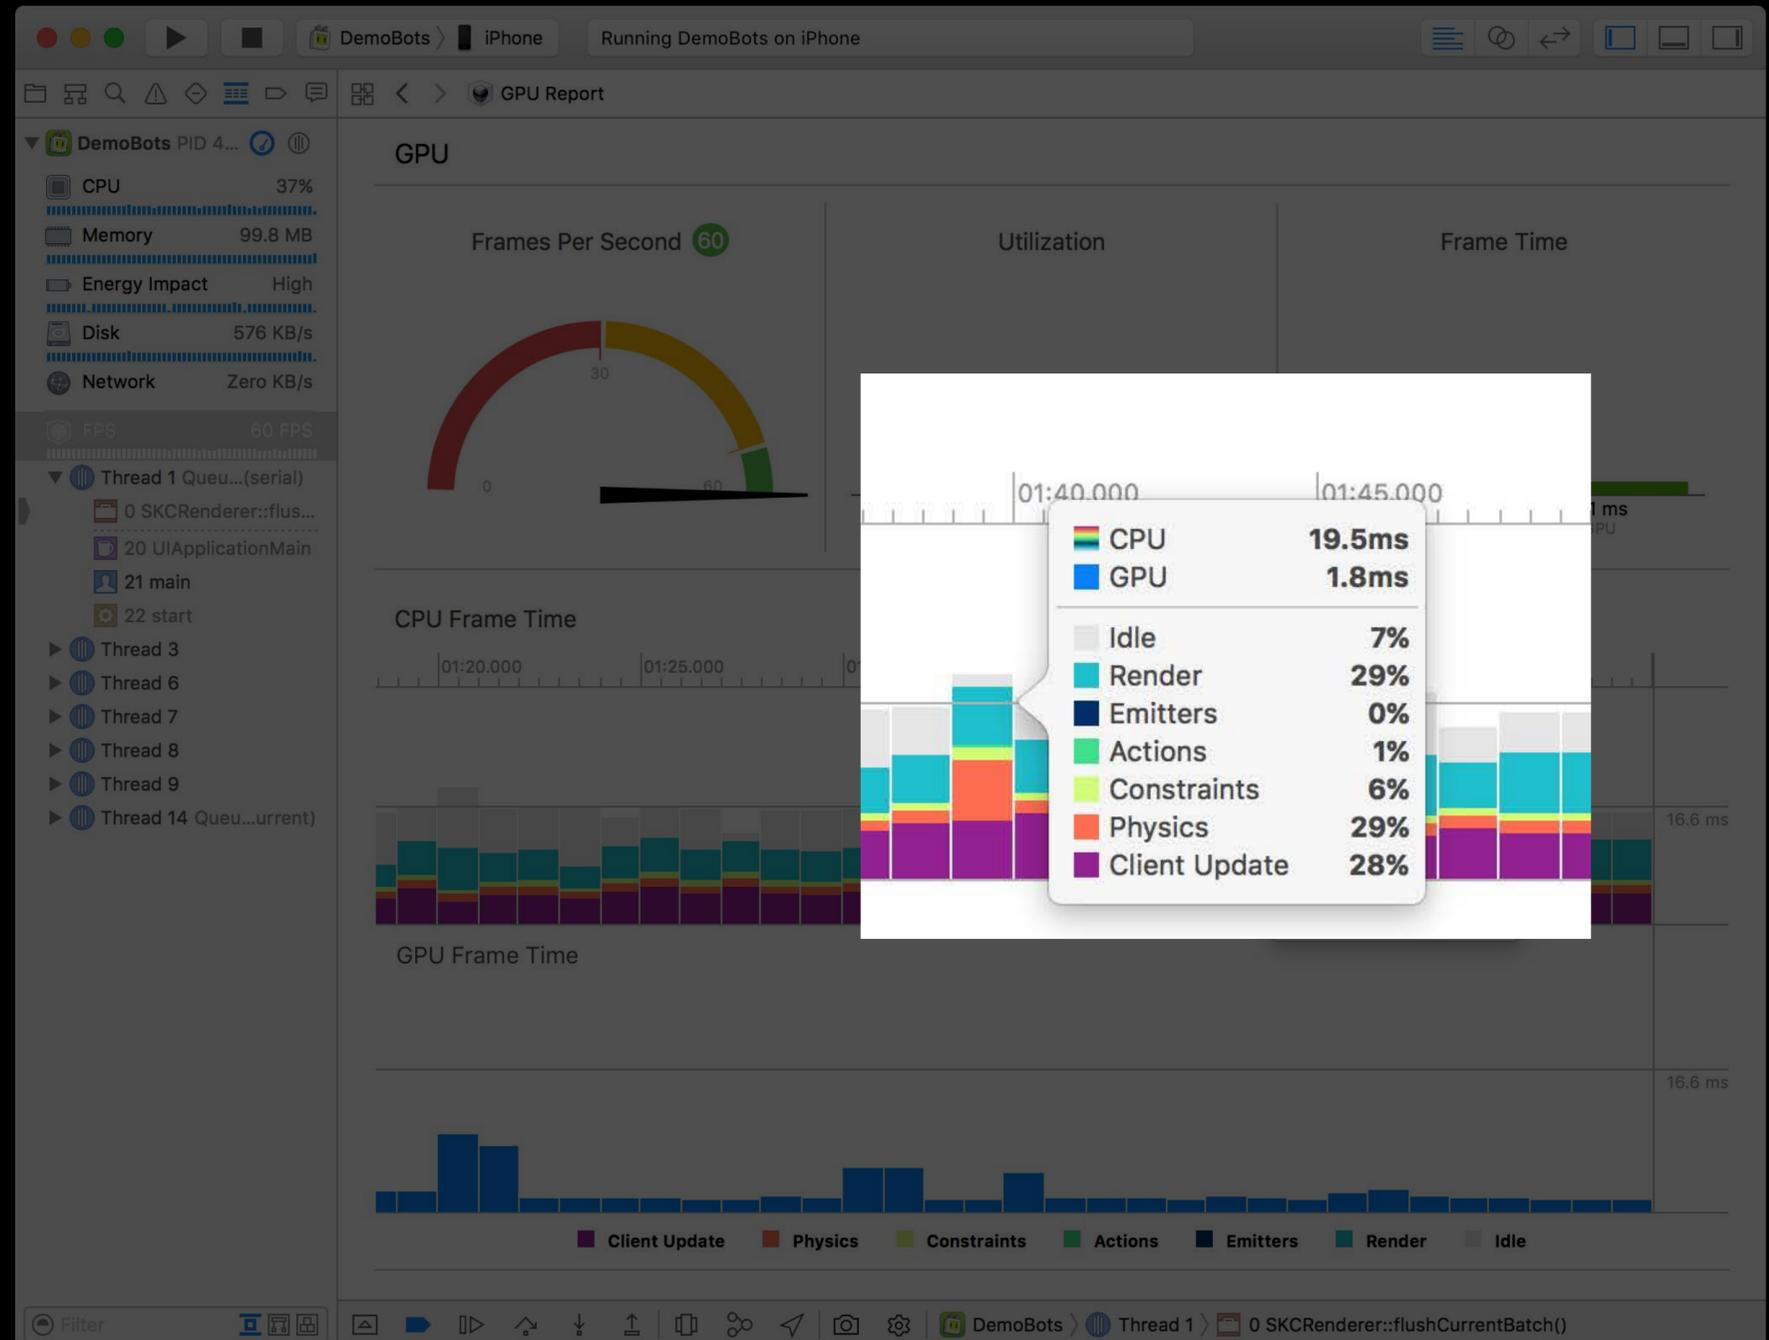 DemoBots iPhone Running DemoBots on iPhone
GPU Report
DemoBots PID 4...
CPU 37%
Memory 99.8 MB
Energy Impact High
Disk 576 KB/s
Network Zero KB/s
FPS 60 FPS
Thread 1 Queu...(serial)
0 SKCRenderer::flus...
20 UIApplicationMain
21 main
22 start
Thread 3
Thread 6
Thread 7
Thread 8
Thread 9
Thread 14 Queu...urrent)
Filter
GPU
Frames Per Second 60
0
30
60
Utilization
Frame Time
CPU Frame Time
01:20.000 01:25.000
16.6 ms
01:40.000 01:45.000
CPU 19.5ms
GPU 1.8ms
Idle 7%
Render 29%
Emitters 0%
Actions 1%
Constraints 6%
Physics 29%
Client Update 28%
GPU Frame Time
16.6 ms
Client Update Physics Constraints Actions Emitters Render Idle
DemoBots Thread 1 0 SKCRenderer::flushCurrentBatch()